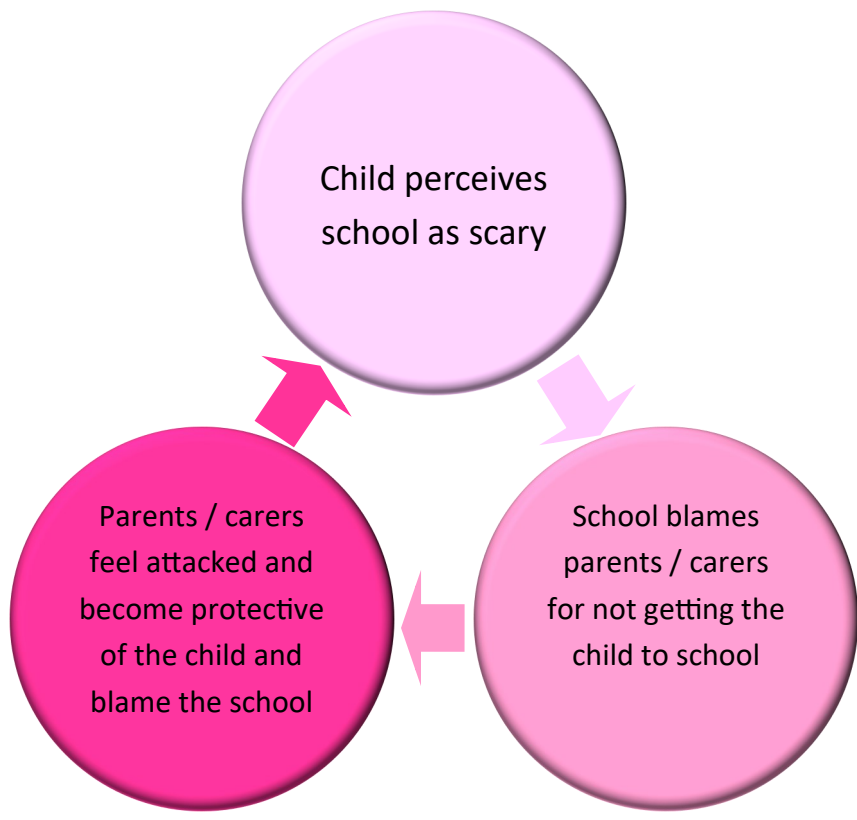 Child perceives
school as scary
School blames
parents / carers
for not getting the
child to school
Parents / carers
feel attacked and
become protective
of the child and
blame the school